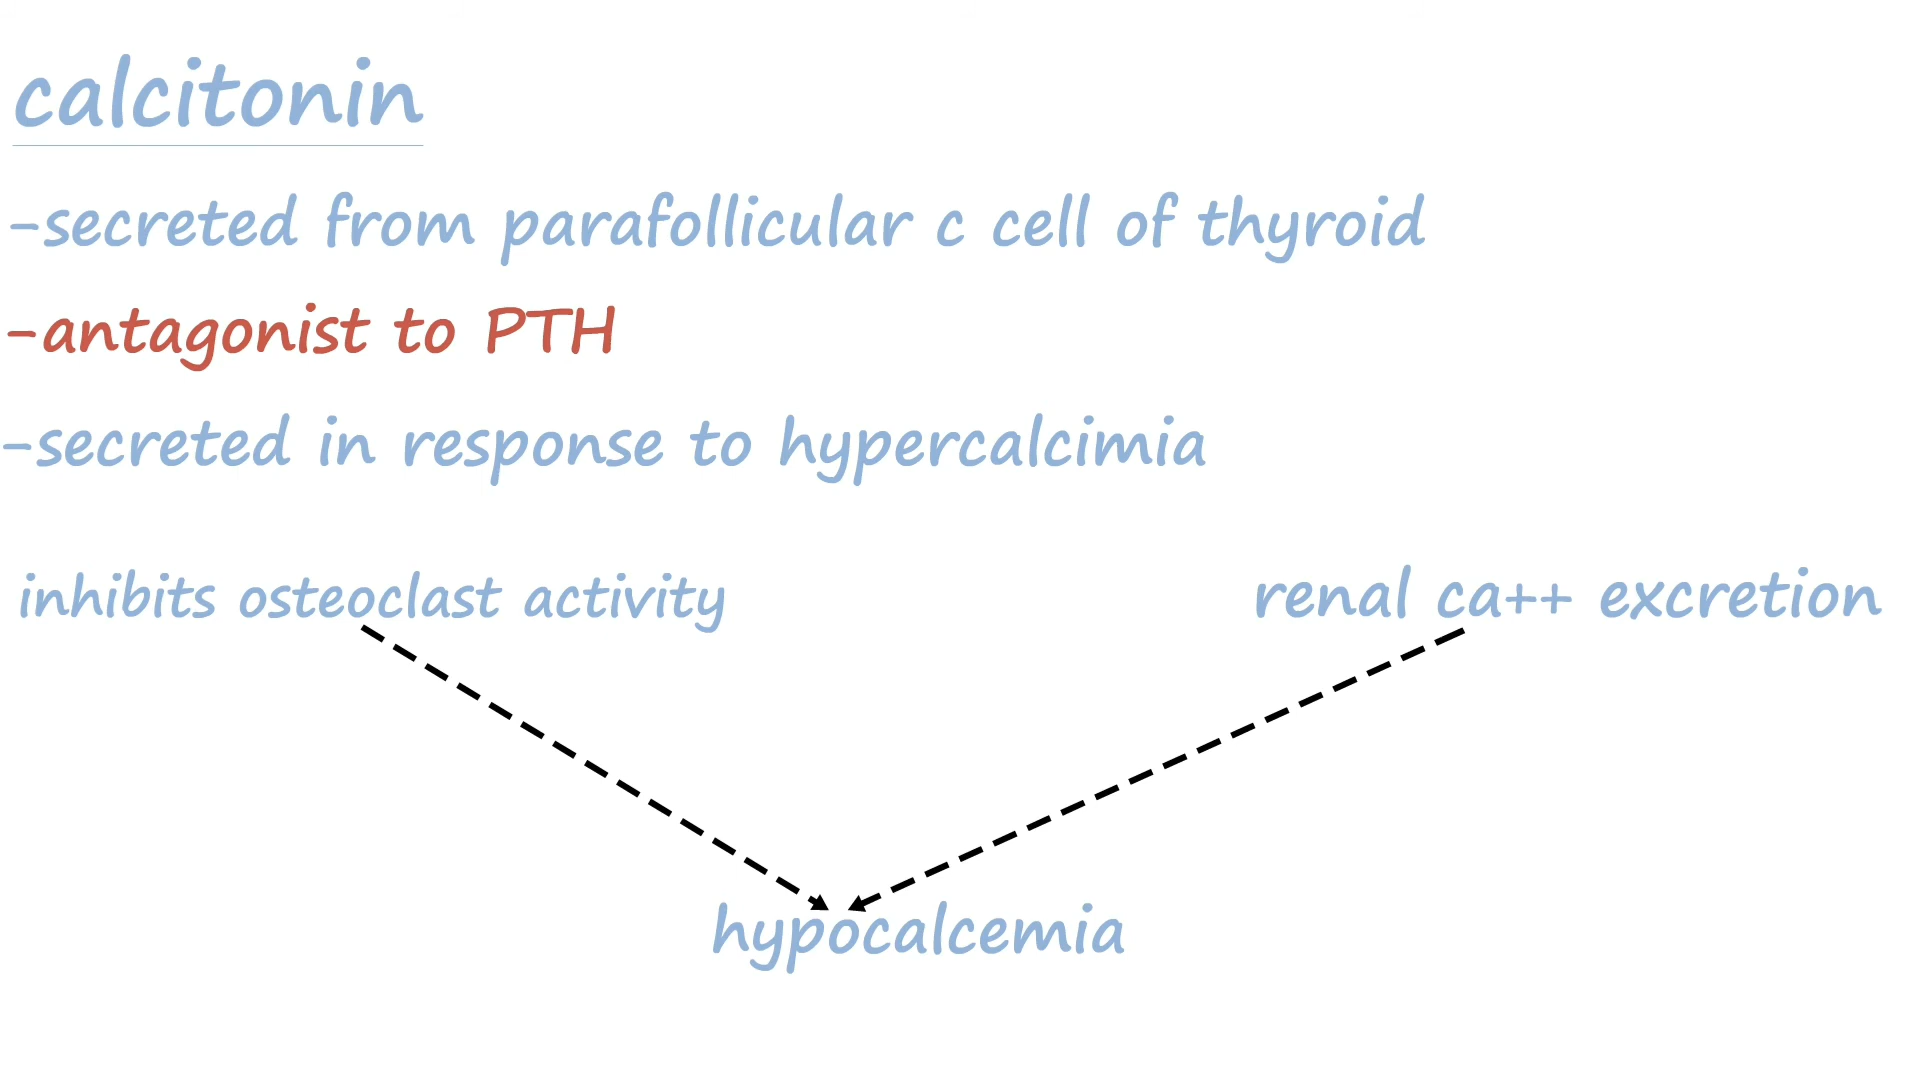 calcitonin
-secreted from parafollicular c cell of thyroid
-antagonist to PTH
-secreted in response to hypercalcimia
inhibits osteoclast activity
renal ca++ excretion
hypocalcemia